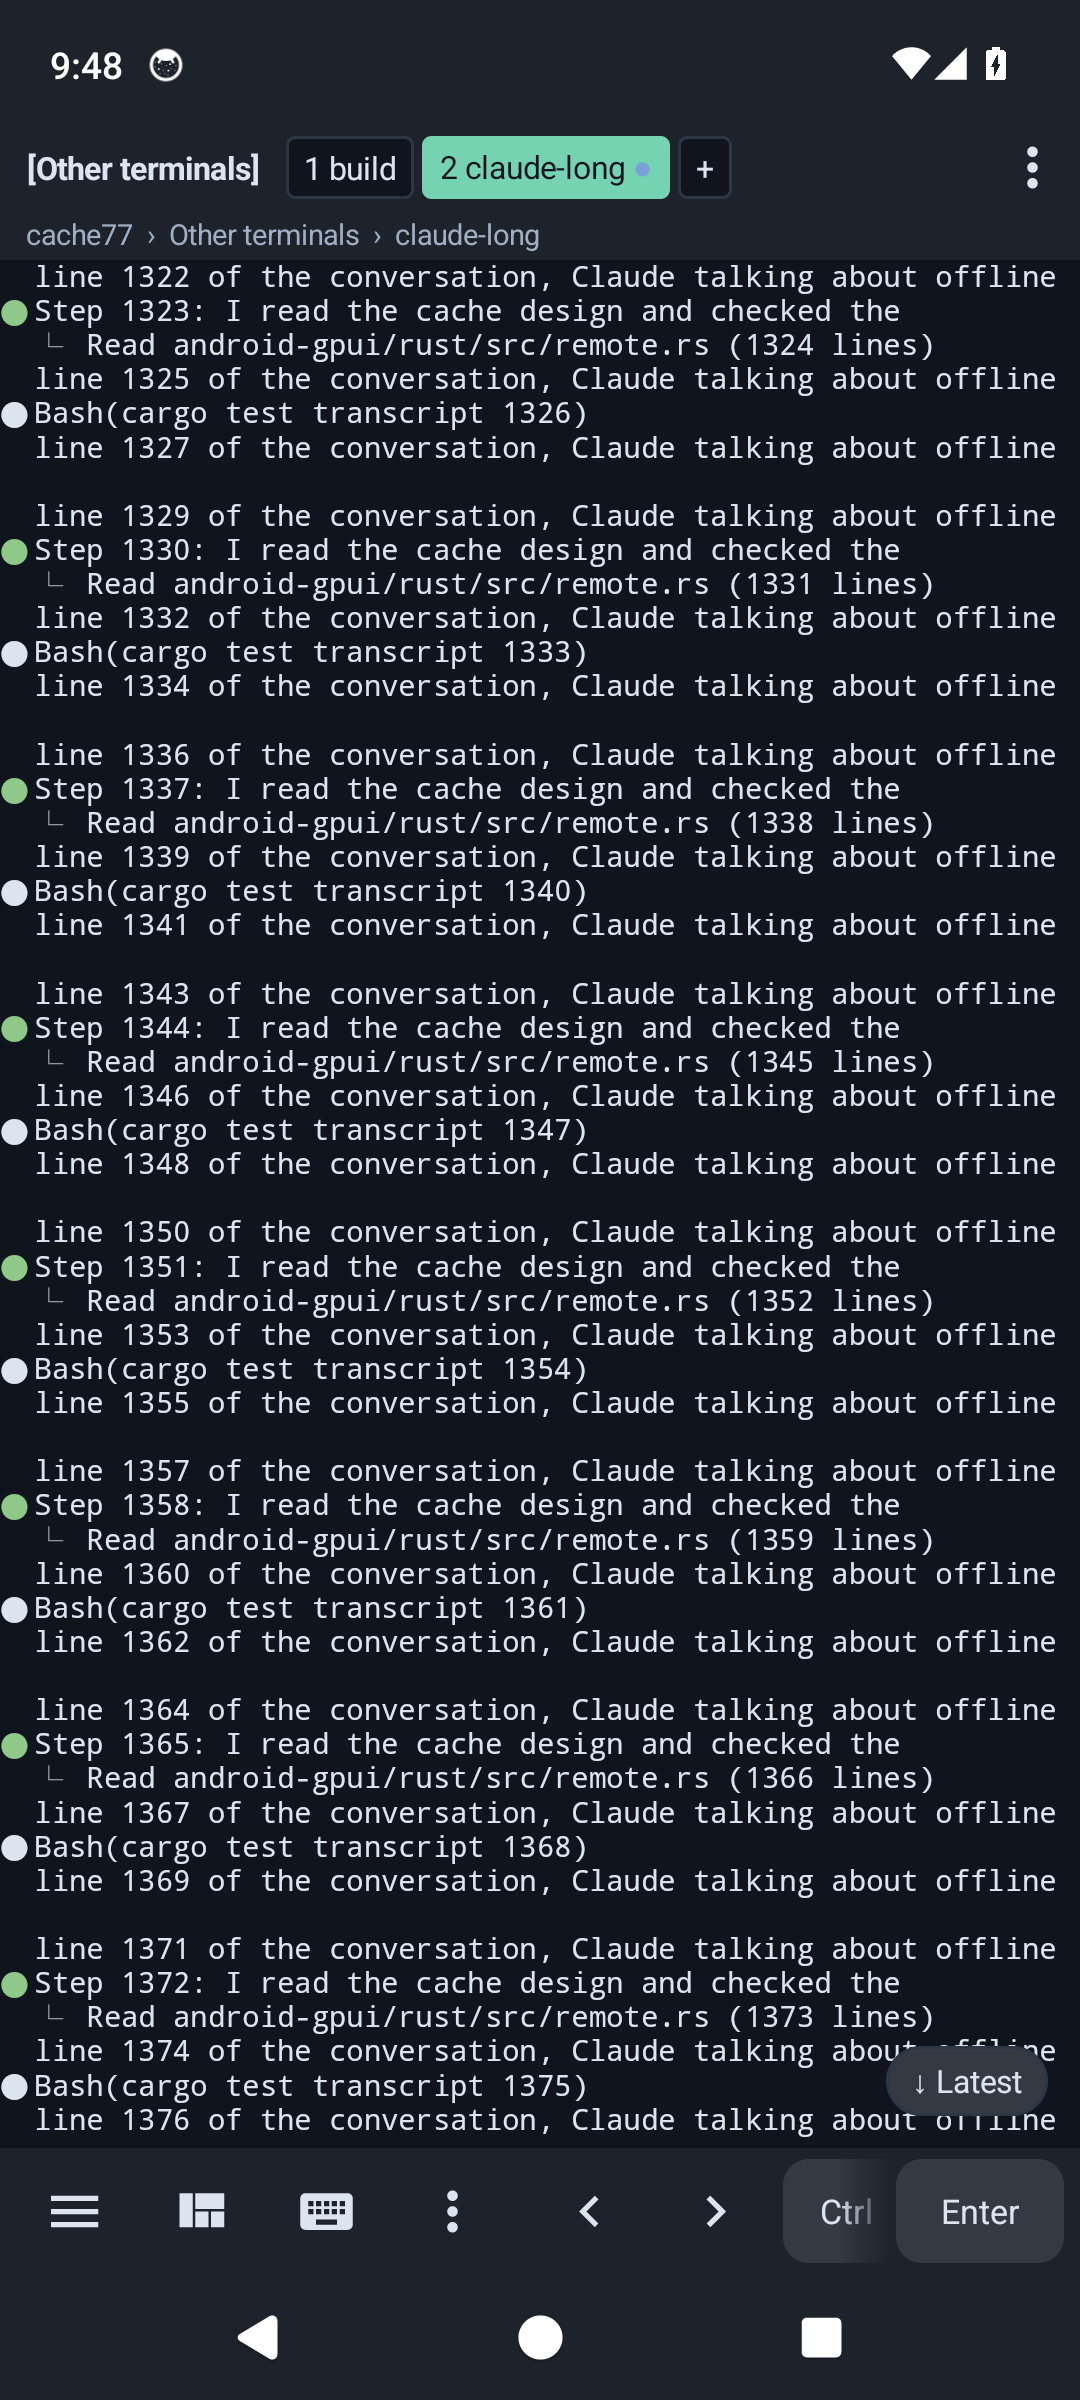 9:48
[Other terminals] 1 build 2 claude-long +
cache77 › Other terminals › claude-long
line 1322 of the conversation, Claude talking about offline
Step 1323: I read the cache design and checked the
└ Read android-gpui/rust/src/remote.rs (1324 lines)
line 1325 of the conversation, Claude talking about offline
Bash(cargo test transcript 1326)
line 1327 of the conversation, Claude talking about offline
line 1329 of the conversation, Claude talking about offline
Step 1330: I read the cache design and checked the
└ Read android-gpui/rust/src/remote.rs (1331 lines)
line 1332 of the conversation, Claude talking about offline
Bash(cargo test transcript 1333)
line 1334 of the conversation, Claude talking about offline
line 1336 of the conversation, Claude talking about offline
Step 1337: I read the cache design and checked the
└ Read android-gpui/rust/src/remote.rs (1338 lines)
line 1339 of the conversation, Claude talking about offline
Bash(cargo test transcript 1340)
line 1341 of the conversation, Claude talking about offline
line 1343 of the conversation, Claude talking about offline
Step 1344: I read the cache design and checked the
└ Read android-gpui/rust/src/remote.rs (1345 lines)
line 1346 of the conversation, Claude talking about offline
Bash(cargo test transcript 1347)
line 1348 of the conversation, Claude talking about offline
line 1350 of the conversation, Claude talking about offline
Step 1351: I read the cache design and checked the
└ Read android-gpui/rust/src/remote.rs (1352 lines)
line 1353 of the conversation, Claude talking about offline
Bash(cargo test transcript 1354)
line 1355 of the conversation, Claude talking about offline
line 1357 of the conversation, Claude talking about offline
Step 1358: I read the cache design and checked the
└ Read android-gpui/rust/src/remote.rs (1359 lines)
line 1360 of the conversation, Claude talking about offline
Bash(cargo test transcript 1361)
line 1362 of the conversation, Claude talking about offline
line 1364 of the conversation, Claude talking about offline
Step 1365: I read the cache design and checked the
└ Read android-gpui/rust/src/remote.rs (1366 lines)
line 1367 of the conversation, Claude talking about offline
Bash(cargo test transcript 1368)
line 1369 of the conversation, Claude talking about offline
line 1371 of the conversation, Claude talking about offline
Step 1372: I read the cache design and checked the
└ Read android-gpui/rust/src/remote.rs (1373 lines)
line 1374 of the conversation, Claude talking about offline
Bash(cargo test transcript 1375)
↓ Latest
line 1376 of the conversation, Claude talking about offline
Ctrl Enter